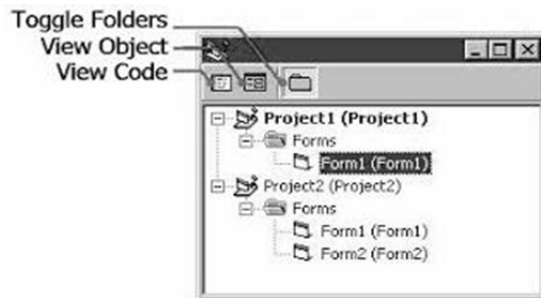 Toggle Folders
View Object
View Code
Project1 (Project1)
Forms
Form1 (Form1)
Project2 (Project2)
Forms
Form1 (Form1)
Form2 (Form2)